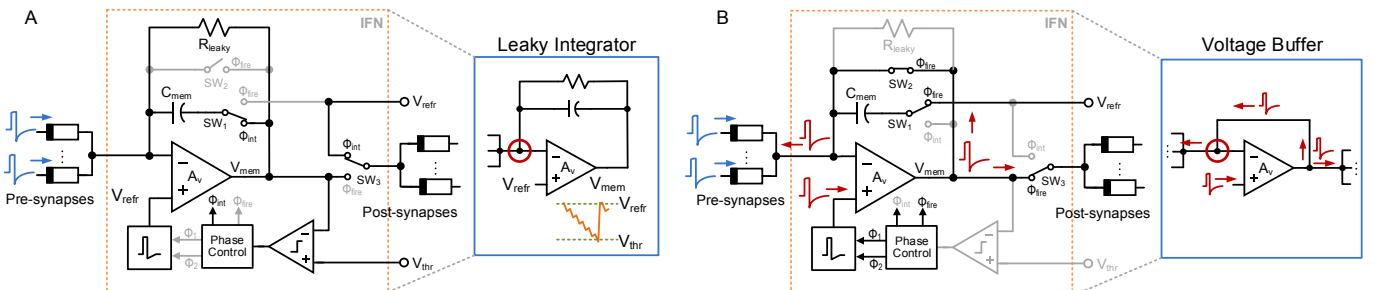 A
IFN
R_leaky
Φ_fire
SW_2
Φ_fire
C_mem
SW_1
Φ_int
V_refr
Φ_int
SW_3
Φ_fire
A_v
V_mem
V_refr
Pre-synapses
Post-synapses
Φ_int
Φ_fire
Φ_1
Φ_2
Phase
Control
V_thr
Leaky Integrator
A_v
V_refr
V_mem
V_refr
V_thr
B
IFN
R_leaky
Φ_fire
SW_2
C_mem
Φ_fire
SW_1
Φ_int
V_refr
Φ_int
SW_3
Φ_fire
A_v
V_mem
Pre-synapses
Post-synapses
Φ_int
Φ_fire
Φ_1
Φ_2
Phase
Control
V_thr
Voltage Buffer
A_v